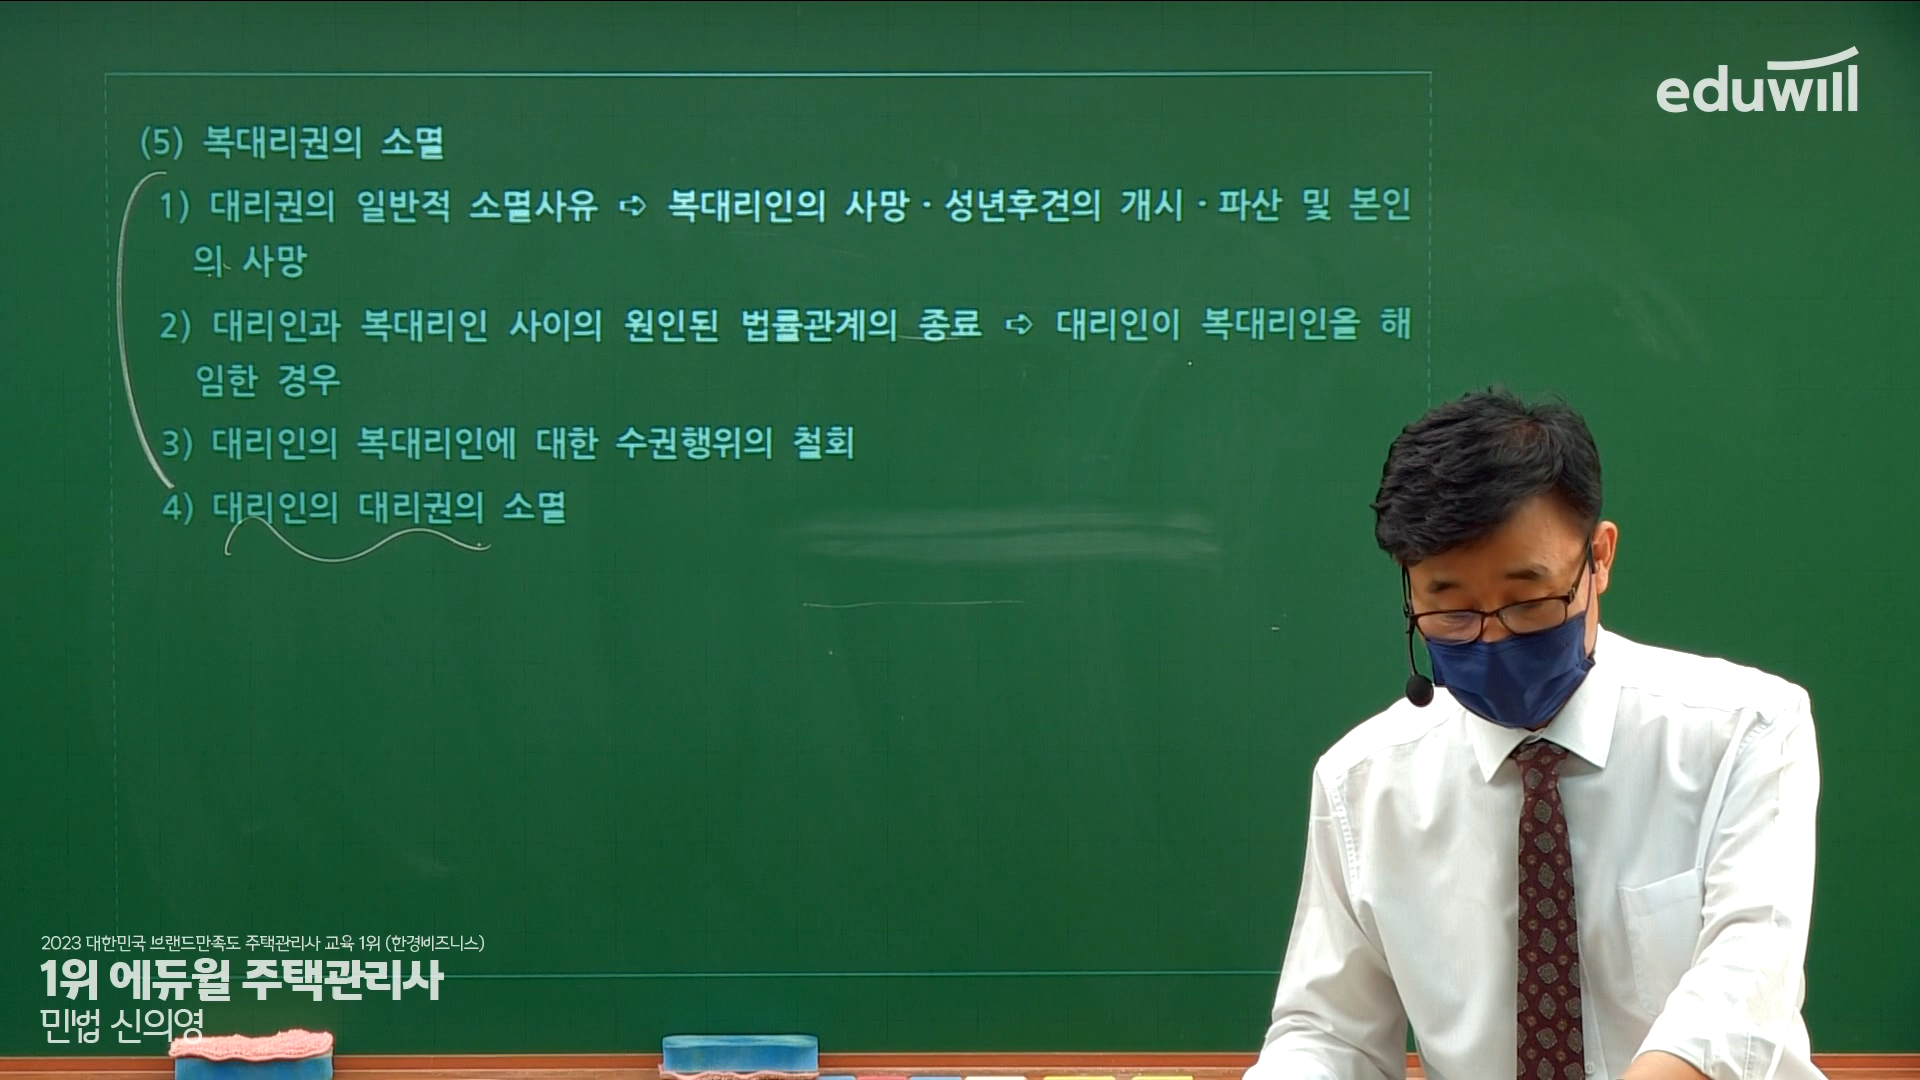 eduwill
(5) 복대리권의 소멸
1) 대리권의 일반적 소멸사유 ➩ 복대리인의 사망·성년후견의 개시·파산 및 본인
의 사망
2) 대리인과 복대리인 사이의 원인된 법률관계의 종료 ➩ 대리인이 복대리인을 해
임한 경우
3) 대리인의 복대리인에 대한 수권행위의 철회
4) 대리인의 대리권의 소멸
2023 대한민국 브랜드만족도 주택관리사 교육 1위 (한경비즈니스)
1위 에듀윌 주택관리사
민법 신의영